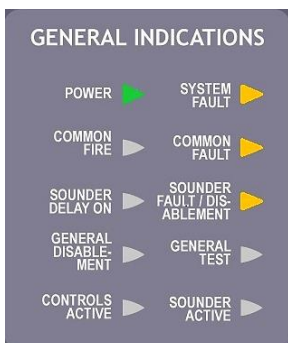 GENERAL INDICATIONS
POWER
SYSTEM
FAULT
COMMON
FIRE
COMMON
FAULT
SOUNDER
DELAY ON
SOUNDER
FAULT / DIS-
ABLEMENT
GENERAL
DISABLE-
MENT
GENERAL
TEST
CONTROLS
ACTIVE
SOUNDER
ACTIVE